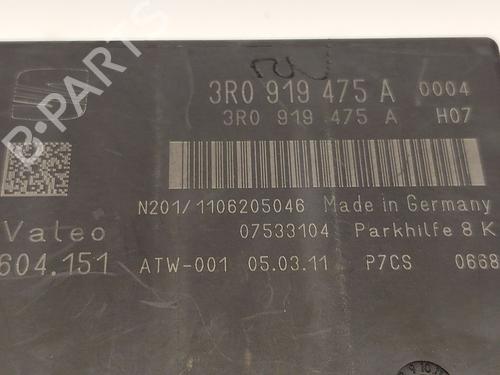 3R0 919 475 A 0004
3R0 919 475 A H07
N201/1106205046 Made in Germany
Valeo 07533104 Parkhilfe 8 K
604.151 ATW-001 05.03.11 P7CS 0668
B-PARTS